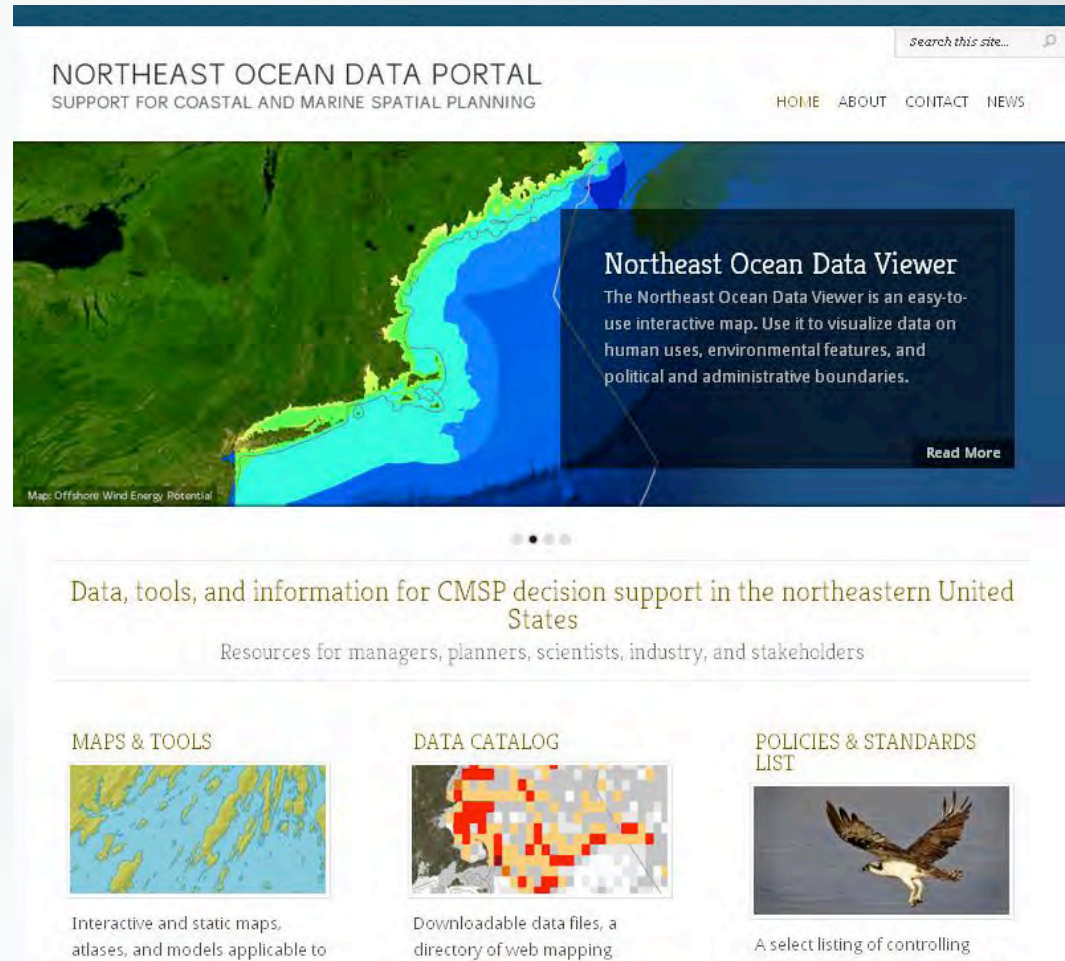 Search this site...
NORTHEAST OCEAN DATA PORTAL
SUPPORT FOR COASTAL AND MARINE SPATIAL PLANNING
HOME ABOUT CONTACT NEWS
Northeast Ocean Data Viewer
The Northeast Ocean Data Viewer is an easy-to-
use interactive map. Use it to visualize data on
human uses, environmental features, and
political and administrative boundaries.
Read More
Map: Offshore Wind Energy Potential
Data, tools, and information for CMSP decision support in the northeastern United
States
Resources for managers, planners, scientists, industry, and stakeholders
MAPS & TOOLS
Interactive and static maps,
atlases, and models applicable to
DATA CATALOG
Downloadable data files, a
directory of web mapping
POLICIES & STANDARDS
LIST
A select listing of controlling